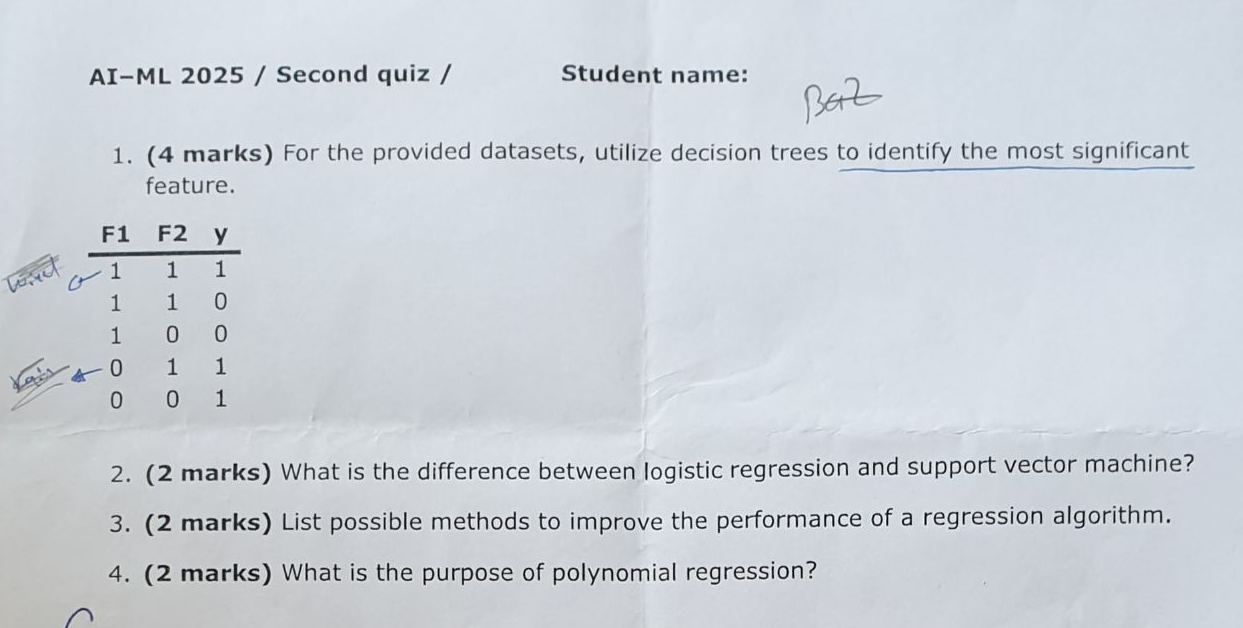 AI-ML 2025 / Second quiz / Student name:
1. (4 marks) For the provided datasets, utilize decision trees to identify the most significant
feature.
F1 F2 y
1 1 1
1 1 0
1 0 0
0 1 1
0 0 1
2. (2 marks) What is the difference between logistic regression and support vector machine?
3. (2 marks) List possible methods to improve the performance of a regression algorithm.
4. (2 marks) What is the purpose of polynomial regression?